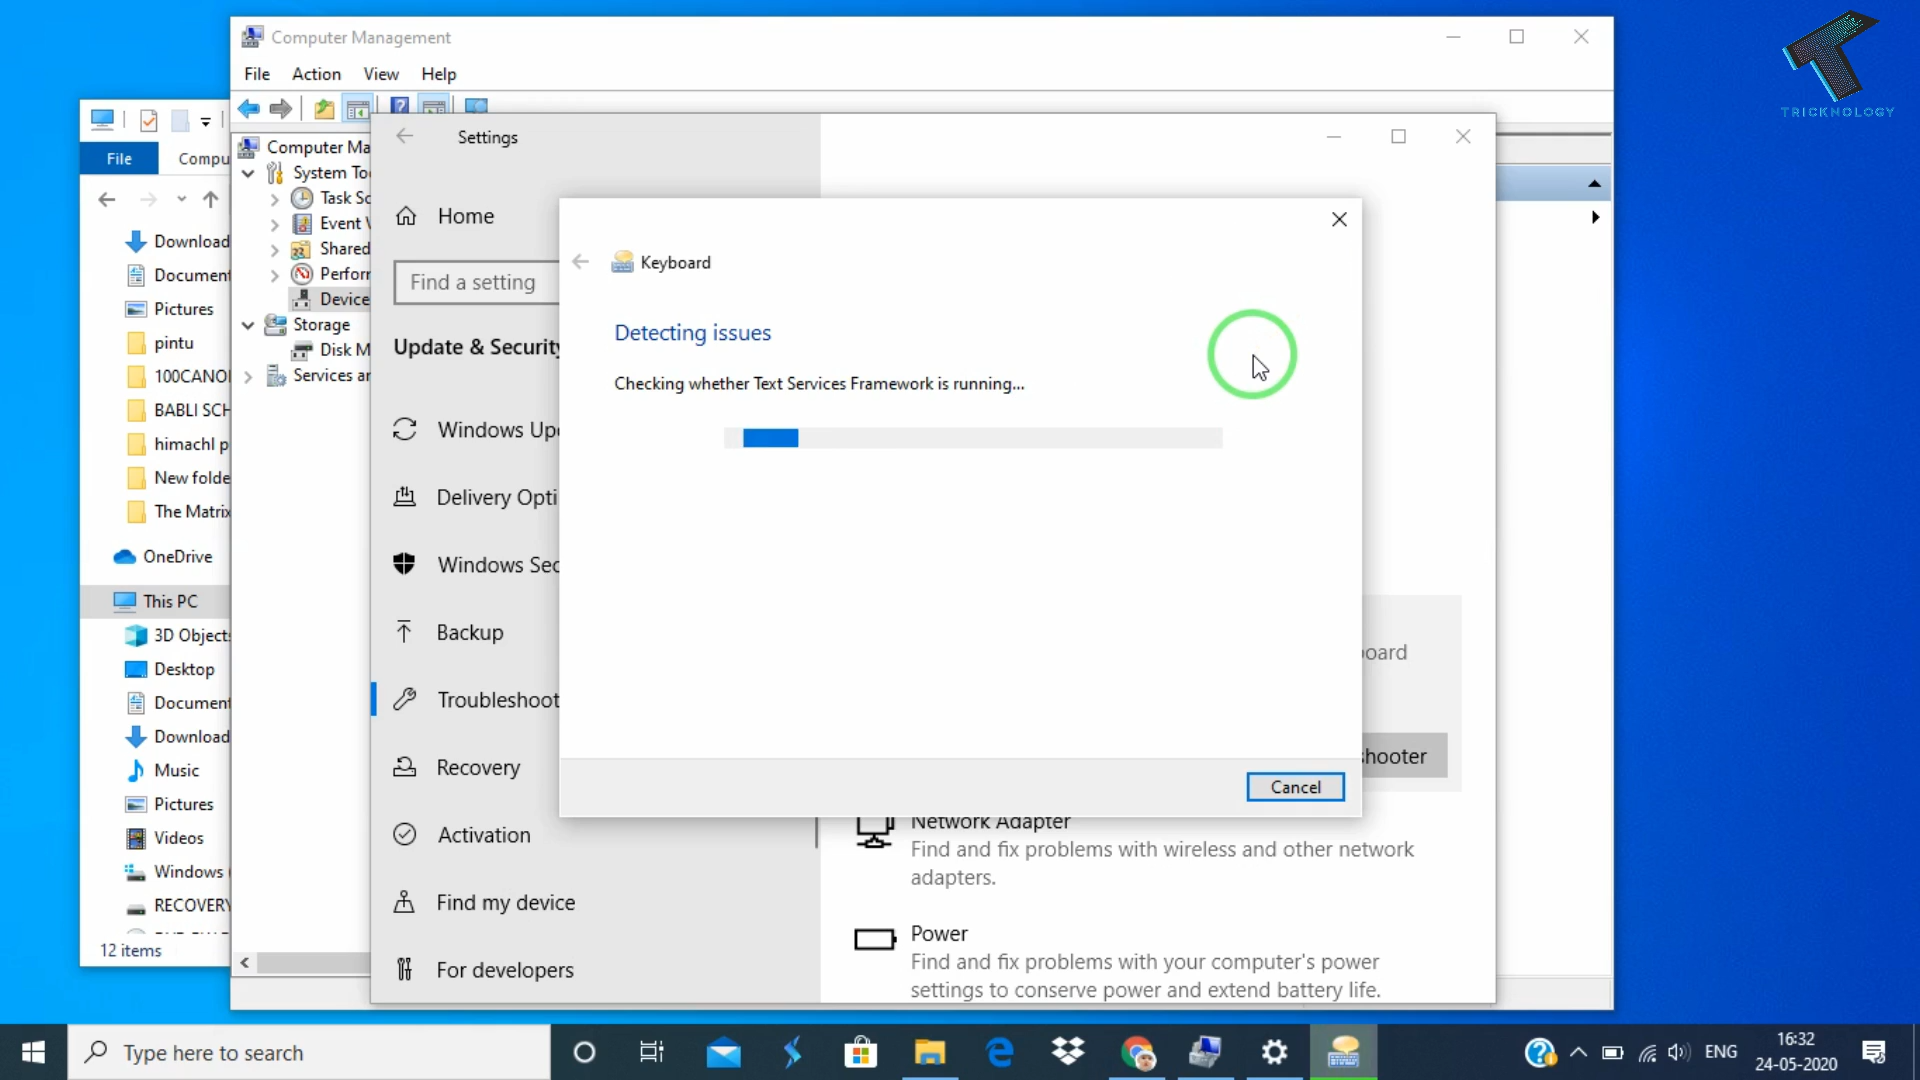 Computer Management
File Action View Help
TRICKNOLOGY
File Compu
Download
Document
Pictures
pintu
100CANO
BABLI SCH
himachl p
New folde
The Matrix
OneDrive
This PC
3D Objects
Desktop
Document
Download
Music
Pictures
Videos
Windows (
RECOVERY
12 items
Computer Ma
System To
Task Sc
Event V
Shared
Perforr
Device
Storage
Disk M
Services ar
Settings
Home
Find a setting
Update & Security
Windows Upd
Delivery Opti
Windows Sec
Backup
Troubleshoot
Recovery
Activation
Find my device
For developers
Keyboard
Detecting issues
Checking whether Text Services Framework is running...
Cancel
oard
shooter
Network Adapter
Find and fix problems with wireless and other network
adapters.
Power
Find and fix problems with your computer's power
settings to conserve power and extend battery life.
Type here to search
ENG
16:32
24-05-2020